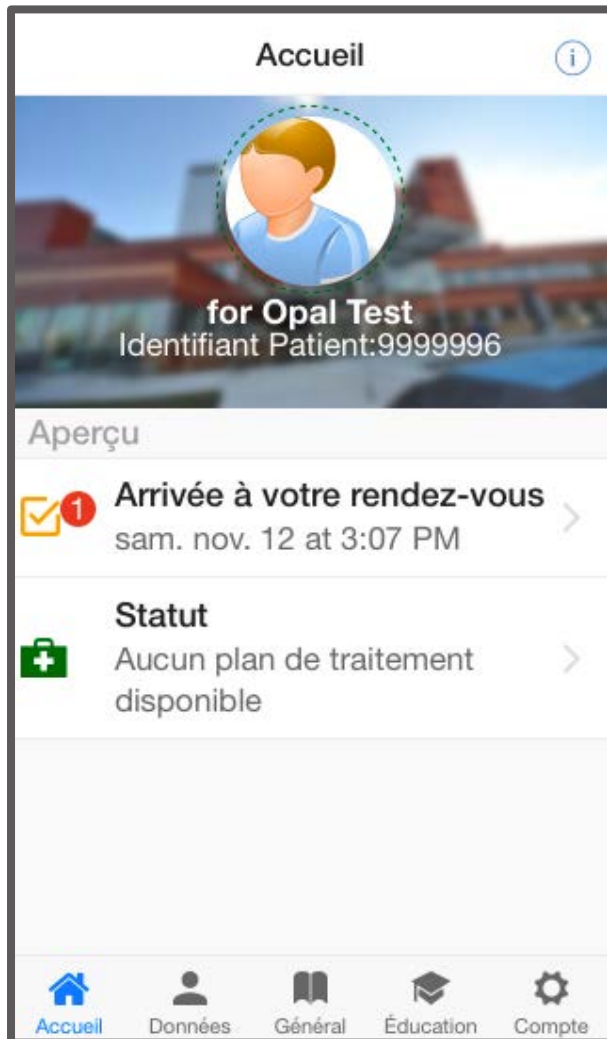 Accueil
for Opal Test
Identifiant Patient:9999996
Aperçu
1
Arrivée à votre rendez-vous
sam. nov. 12 at 3:07 PM
Statut
Aucun plan de traitement
disponible
Accueil Données Général Éducation Compte